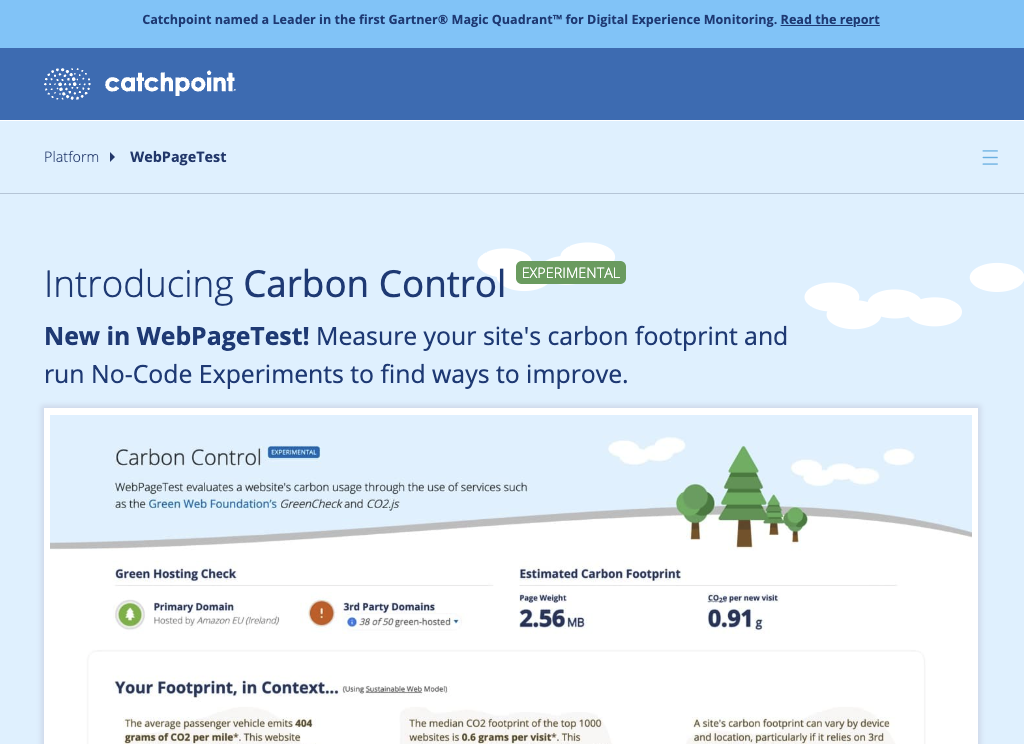 Catchpoint named a Leader in the first Gartner® Magic Quadrant™ for Digital Experience Monitoring. Read the report
catchpoint
Platform WebPageTest
Introducing Carbon Control EXPERIMENTAL
New in WebPageTest! Measure your site's carbon footprint and
run No-Code Experiments to find ways to improve.
Carbon Control EXPERIMENTAL
WebPageTest evaluates a website's carbon usage through the use of services such
as the Green Web Foundation's GreenCheck and CO2.js
Green Hosting Check
Primary Domain
Hosted by Amazon EU (Ireland)
3rd Party Domains
38 of 50 green-hosted
Estimated Carbon Footprint
Page Weight
2.56 MB
CO2e per new visit
0.91 g
Your Footprint, in Context... (Using Sustainable Web Model)
The average passenger vehicle emits 404
grams of CO2 per mile*. This website
The median CO2 footprint of the top 1000
websites is 0.6 grams per visit*. This
A site's carbon footprint can vary by device
and location, particularly if it relies on 3rd